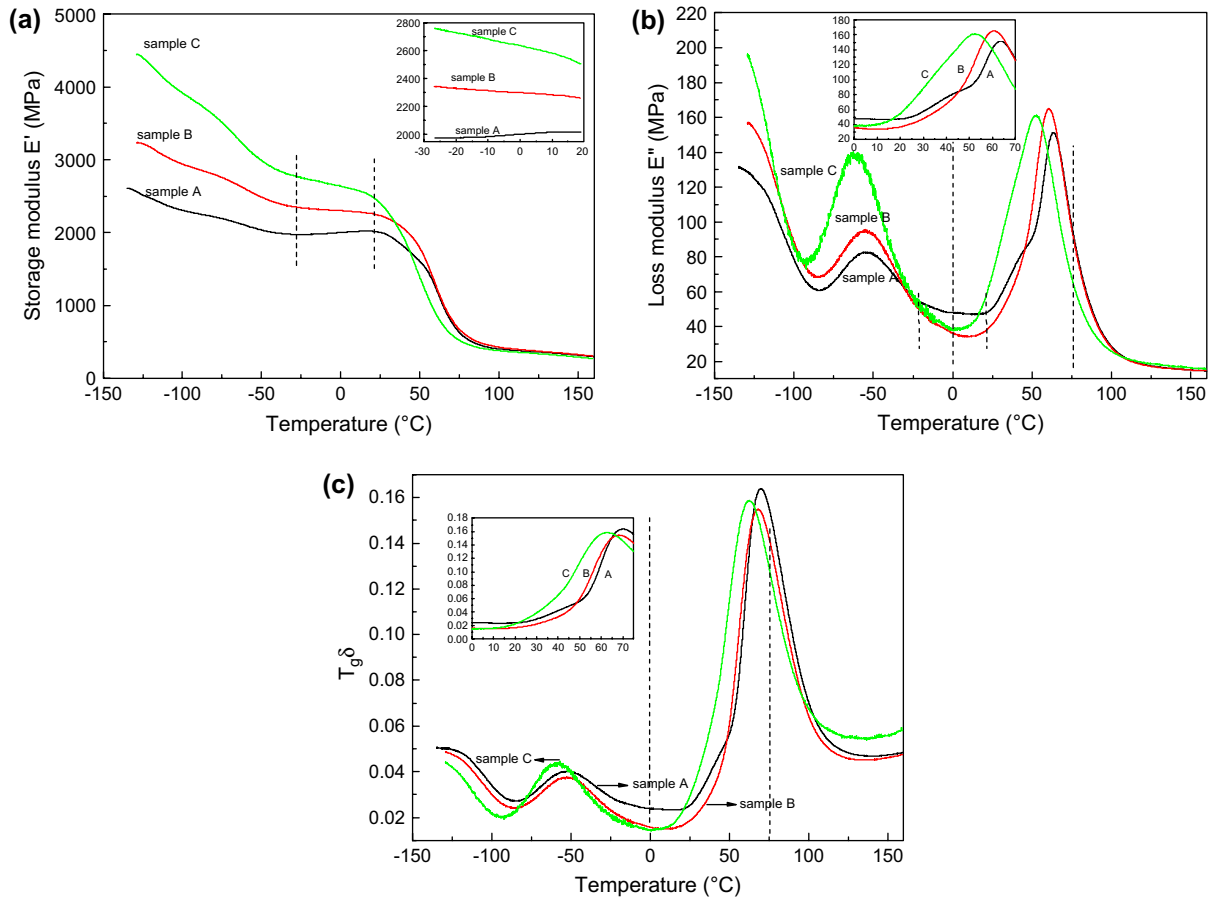 (a)
Storage modulus E' (MPa)
5000
4000
3000
2000
1000
0
-150 -100 -50 0 50 100 150
Temperature (°C)
sample C
sample B
sample A
2800
2600
2400
2200
2000
-30 -20 -10 0 10 20
sample C
sample B
sample A
(b)
Loss modulus E'' (MPa)
220
200
180
160
140
120
100
80
60
40
20
-150 -100 -50 0 50 100 150
Temperature (°C)
sample C
sample B
sample A
180
160
140
120
100
80
60
40
20
0 10 20 30 40 50 60 70
C B A
(c)
Tgδ
0.16
0.14
0.12
0.10
0.08
0.06
0.04
0.02
-150 -100 -50 0 50 100 150
Temperature (°C)
sample C
sample A
sample B
0.18
0.16
0.14
0.12
0.10
0.08
0.06
0.04
0.02
0.00
0 10 20 30 40 50 60 70
C B A